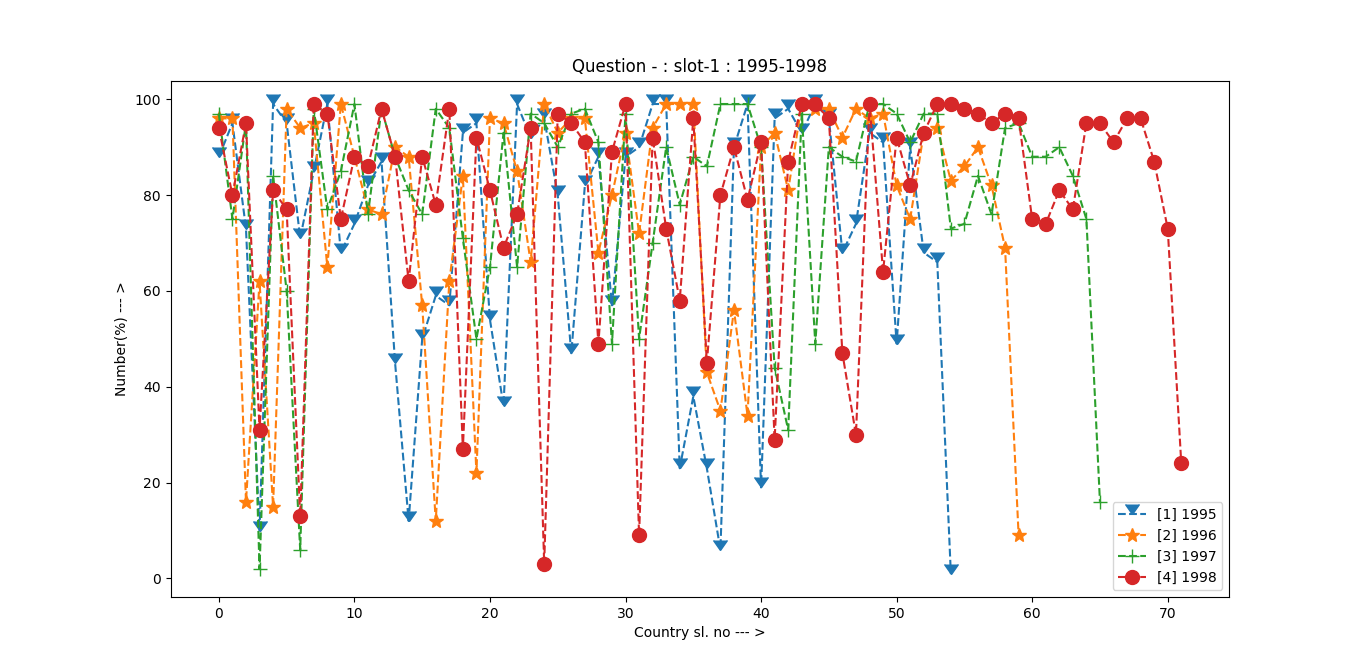 Question - : slot-1 : 1995-1998
Number(%) --- >
100
80
60
40
20
0
0 10 20 30 40 50 60 70
Country sl. no --- >
[1] 1995
[2] 1996
[3] 1997
[4] 1998